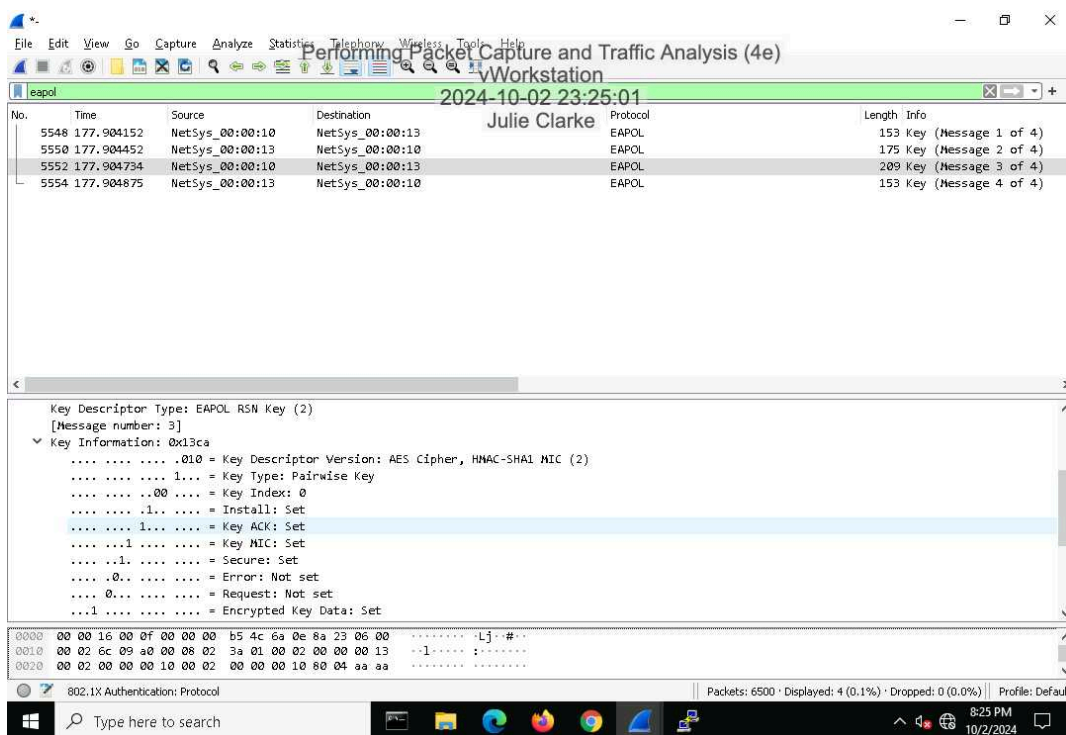 *-
File Edit View Go Capture Analyze Statistics Telephony Wireless Tools Help
Performing Packet Capture and Traffic Analysis (4e)
vWorkstation
2024-10-02 23:25:01
Julie Clarke
eapol
No. Time Source Destination Protocol Length Info
5548 177.904152 NetSys_00:00:10 NetSys_00:00:13 EAPOL 153 Key (Message 1 of 4)
5550 177.904452 NetSys_00:00:13 NetSys_00:00:10 EAPOL 175 Key (Message 2 of 4)
5552 177.904734 NetSys_00:00:10 NetSys_00:00:13 EAPOL 209 Key (Message 3 of 4)
5554 177.904875 NetSys_00:00:13 NetSys_00:00:10 EAPOL 153 Key (Message 4 of 4)
Key Descriptor Type: EAPOL RSN Key (2)
[Message number: 3]
Key Information: 0x13ca
.... .... .... .010 = Key Descriptor Version: AES Cipher, HMAC-SHA1 MIC (2)
.... .... .... 1... = Key Type: Pairwise Key
.... .... ..00 .... = Key Index: 0
.... .... .1.. .... = Install: Set
.... .... 1... .... = Key ACK: Set
.... ...1 .... .... = Key MIC: Set
.... ..1. .... .... = Secure: Set
.... .0.. .... .... = Error: Not set
.... 0... .... .... = Request: Not set
...1 .... .... .... = Encrypted Key Data: Set
0000 00 00 16 00 0f 00 00 00 b5 4c 6a 0e 8a 23 06 00 ········ ·Lj··#··
0010 00 02 6c 09 a0 00 08 02 3a 01 00 02 00 00 00 13 ··l····· :·······
0020 00 02 00 00 00 10 00 02 00 00 00 10 80 04 aa aa ········ ········
802.1X Authentication: Protocol
Packets: 6500 · Displayed: 4 (0.1%) · Dropped: 0 (0.0%)
Profile: Defaul
Type here to search
8:25 PM
10/2/2024